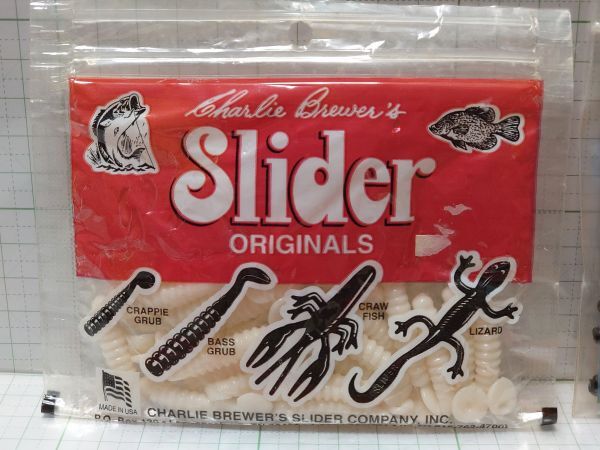 Charlie Brewer's
Slider
ORIGINALS
CRAPPIE
GRUB
BASS
GRUB
CRAW
FISH
LIZARD
MADE IN USA
CHARLIE BREWER'S SLIDER COMPANY, INC.
P.O. Box